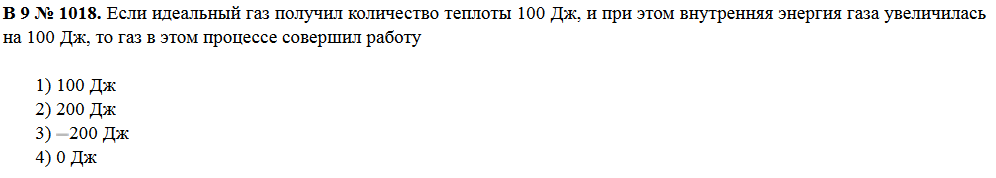 В 9 № 1018. Если идеальный газ получил количество теплоты 100 Дж, и при этом внутренняя энергия газа увеличилась
на 100 Дж, то газ в этом процессе совершил работу
1) 100 Дж
2) 200 Дж
3) –200 Дж
4) 0 Дж